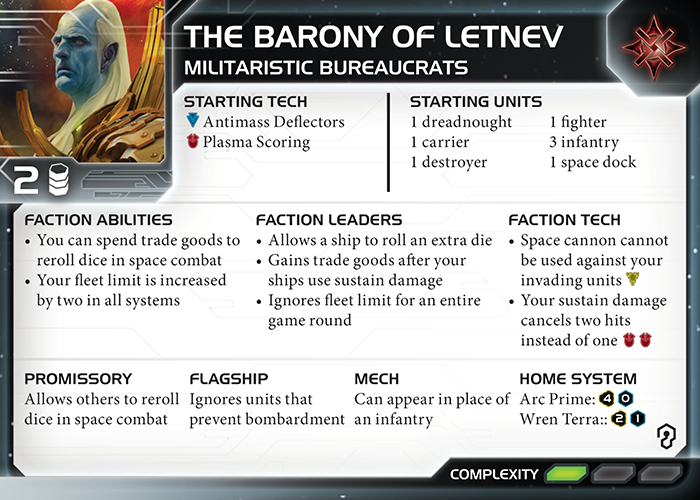 THE BARONY OF LETNEV
MILITARISTIC BUREAUCRATS
2
STARTING TECH
Antimass Deflectors
Plasma Scoring
STARTING UNITS
1 dreadnought
1 carrier
1 destroyer
1 fighter
3 infantry
1 space dock
FACTION ABILITIES
• You can spend trade goods to
reroll dice in space combat
• Your fleet limit is increased
by two in all systems
FACTION LEADERS
• Allows a ship to roll an extra die
• Gains trade goods after your
ships use sustain damage
• Ignores fleet limit for an entire
game round
FACTION TECH
• Space cannon cannot
be used against your
invading units
• Your sustain damage
cancels two hits
instead of one
PROMISSORY
Allows others to reroll
dice in space combat
FLAGSHIP
Ignores units that
prevent bombardment
MECH
Can appear in place of
an infantry
HOME SYSTEM
Arc Prime: 4 0
Wren Terra:: 2 1
COMPLEXITY